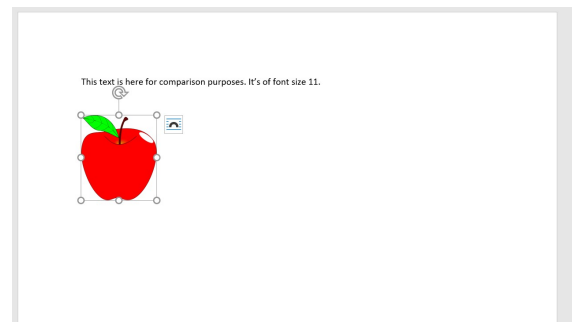 This text is here for comparison purposes. It’s of font size 11.